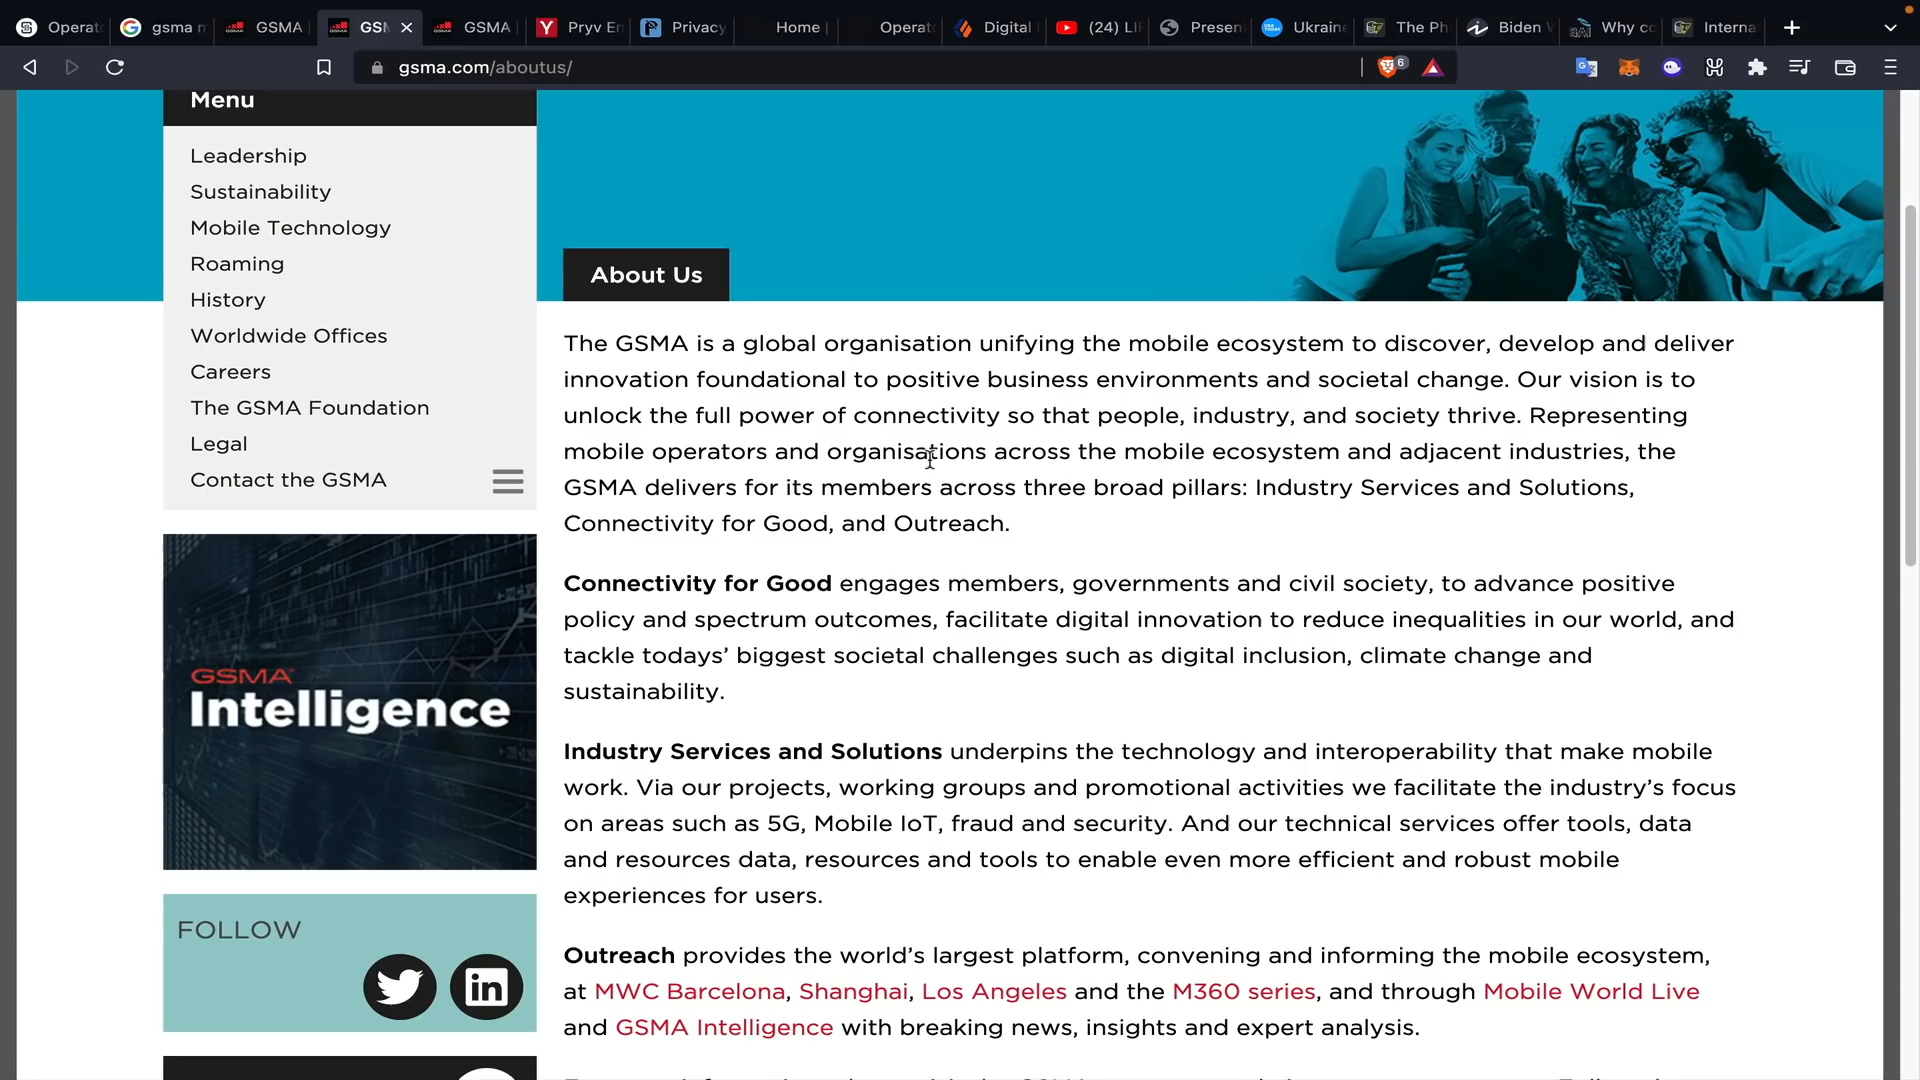 Operat
gsma m
GSMA
GSM
GSMA
Pryv En
Privacy
Home
Operat
Digital
(24) LI
Presen
Ukraine
The Ph
Biden
Why co
Interna
gsma.com/aboutus/
6
Menu
Leadership
Sustainability
Mobile Technology
Roaming
History
Worldwide Offices
Careers
The GSMA Foundation
Legal
Contact the GSMA
GSMA™
Intelligence
FOLLOW
About Us
The GSMA is a global organisation unifying the mobile ecosystem to discover, develop and deliver
innovation foundational to positive business environments and societal change. Our vision is to
unlock the full power of connectivity so that people, industry, and society thrive. Representing
mobile operators and organisations across the mobile ecosystem and adjacent industries, the
GSMA delivers for its members across three broad pillars: Industry Services and Solutions,
Connectivity for Good, and Outreach.
Connectivity for Good engages members, governments and civil society, to advance positive
policy and spectrum outcomes, facilitate digital innovation to reduce inequalities in our world, and
tackle todays’ biggest societal challenges such as digital inclusion, climate change and
sustainability.
Industry Services and Solutions underpins the technology and interoperability that make mobile
work. Via our projects, working groups and promotional activities we facilitate the industry’s focus
on areas such as 5G, Mobile IoT, fraud and security. And our technical services offer tools, data
and resources data, resources and tools to enable even more efficient and robust mobile
experiences for users.
Outreach provides the world’s largest platform, convening and informing the mobile ecosystem,
at MWC Barcelona, Shanghai, Los Angeles and the M360 series, and through Mobile World Live
and GSMA Intelligence with breaking news, insights and expert analysis.